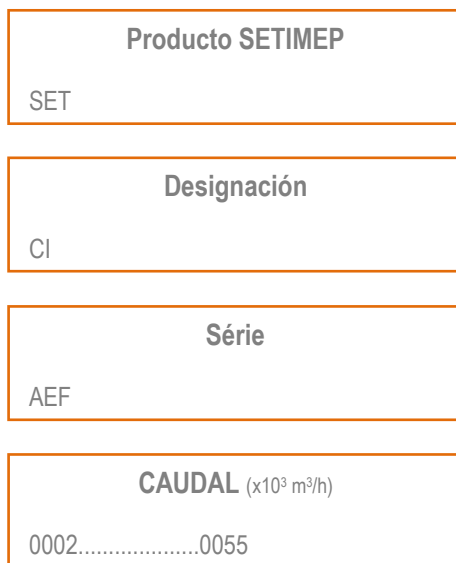 Producto SETIMEP
SET
Designación
CI
Série
AEF
CAUDAL (x10³ m³/h)
0002....................0055